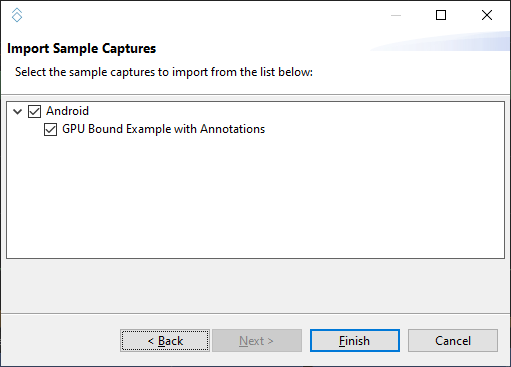 Import Sample Captures
Select the sample captures to import from the list below:
Android
GPU Bound Example with Annotations
< Back
Next >
Finish
Cancel